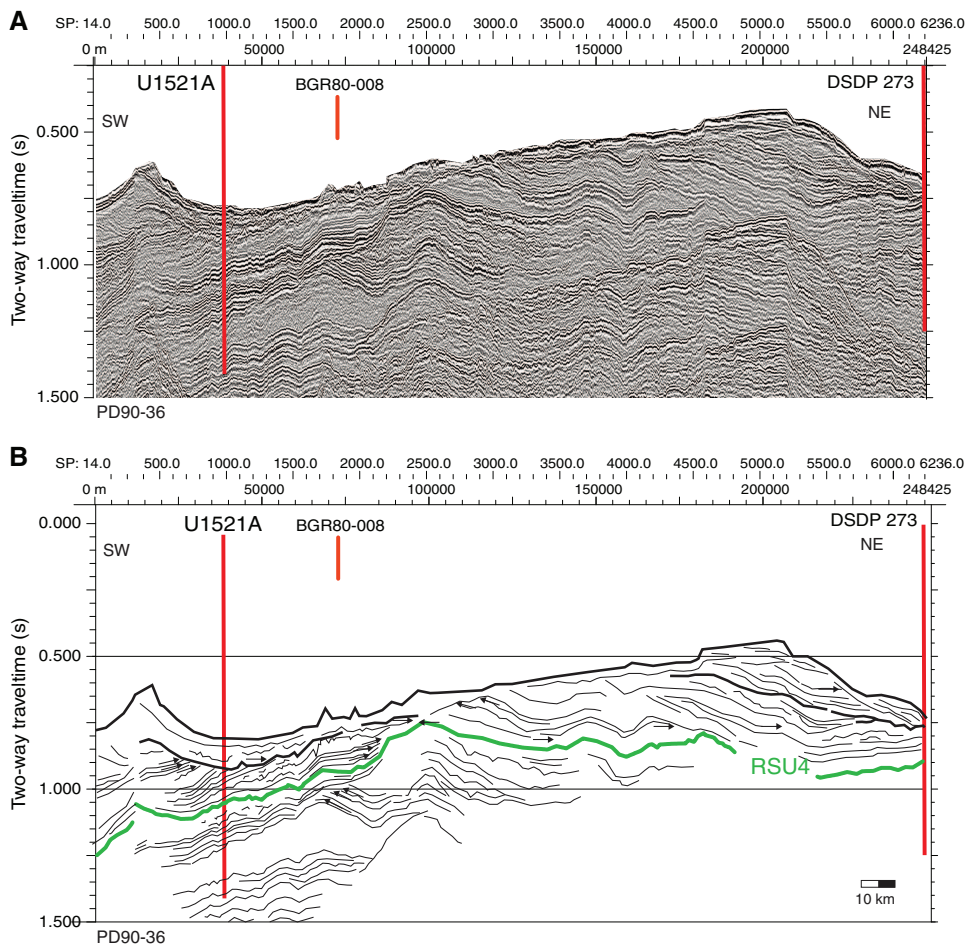 A
SP: 14.0 500.0 1000.0 1500.0 2000.0 2500.0 3000.0 3500.0 4000.0 4500.0 5000.0 5500.0 6000.0 6236.0
0 m 50000 100000 150000 200000 248425
U1521A BGR80-008 DSDP 273
SW NE
Two-way traveltime (s)
0.500
1.000
1.500
PD90-36
B
SP: 14.0 500.0 1000.0 1500.0 2000.0 2500.0 3000.0 3500.0 4000.0 4500.0 5000.0 5500.0 6000.0 6236.0
0 m 50000 100000 150000 200000 248425
0.000
U1521A BGR80-008 DSDP 273
SW NE
Two-way traveltime (s)
0.500
RSU4
1.000
10 km
1.500
PD90-36